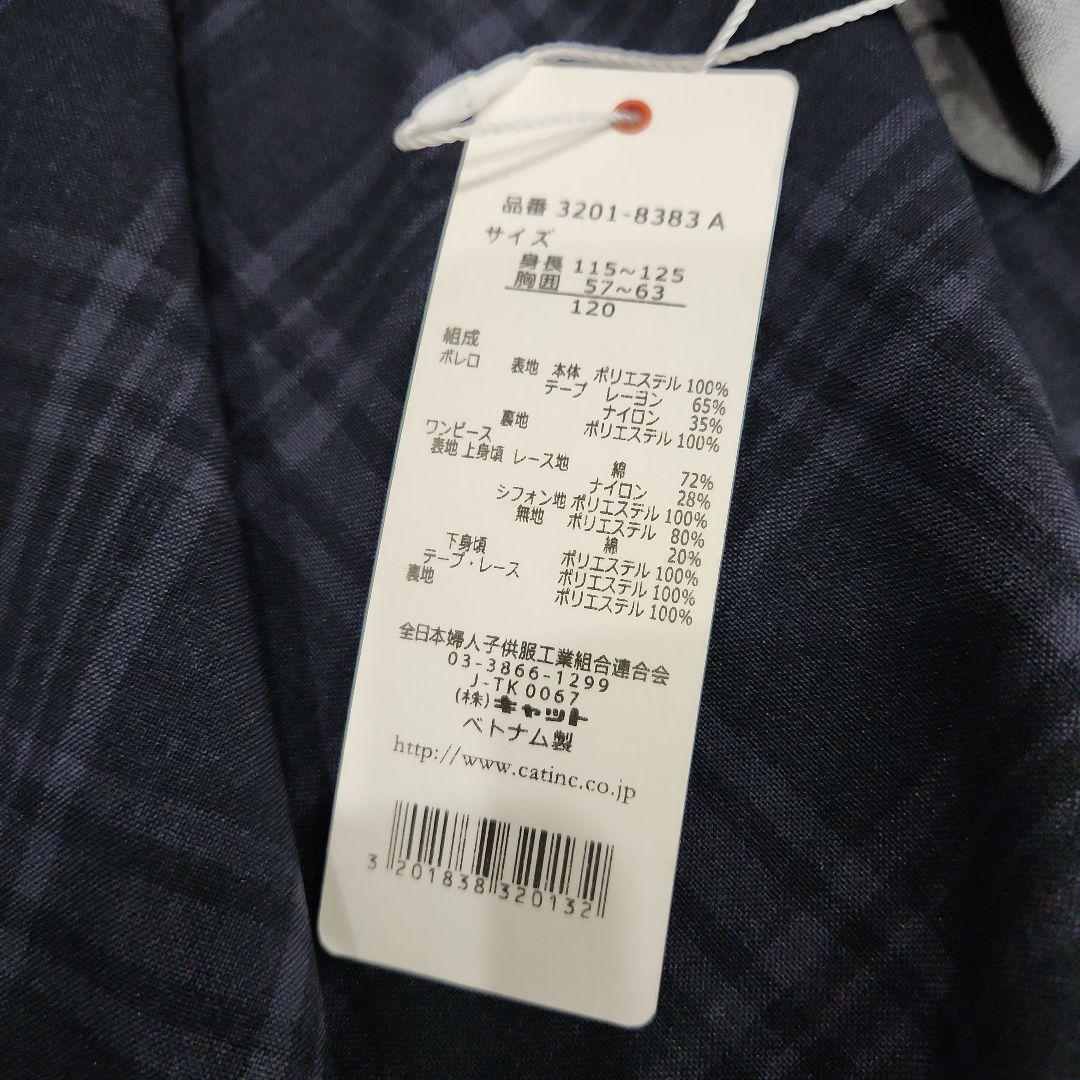 品番 3201-8383 A
サイズ
身長 115~125
胸囲 57~63
120
組成
ボレロ 表地 本体 ポリエステル 100%
テープ レーヨン 65%
ナイロン 35%
裏地 ポリエステル 100%
ワンピース
表地 上身頃 レース地 綿 72%
ナイロン 28%
シフォン地 ポリエステル 100%
無地 ポリエステル 80%
綿 20%
下身頃 ポリエステル 100%
テープ・レース ポリエステル 100%
裏地 ポリエステル 100%
全日本婦人子供服工業組合連合会
03-3866-1299
J-TK0067
(株)キャット
ベトナム製
http://www.catinc.co.jp
3 201838 320132